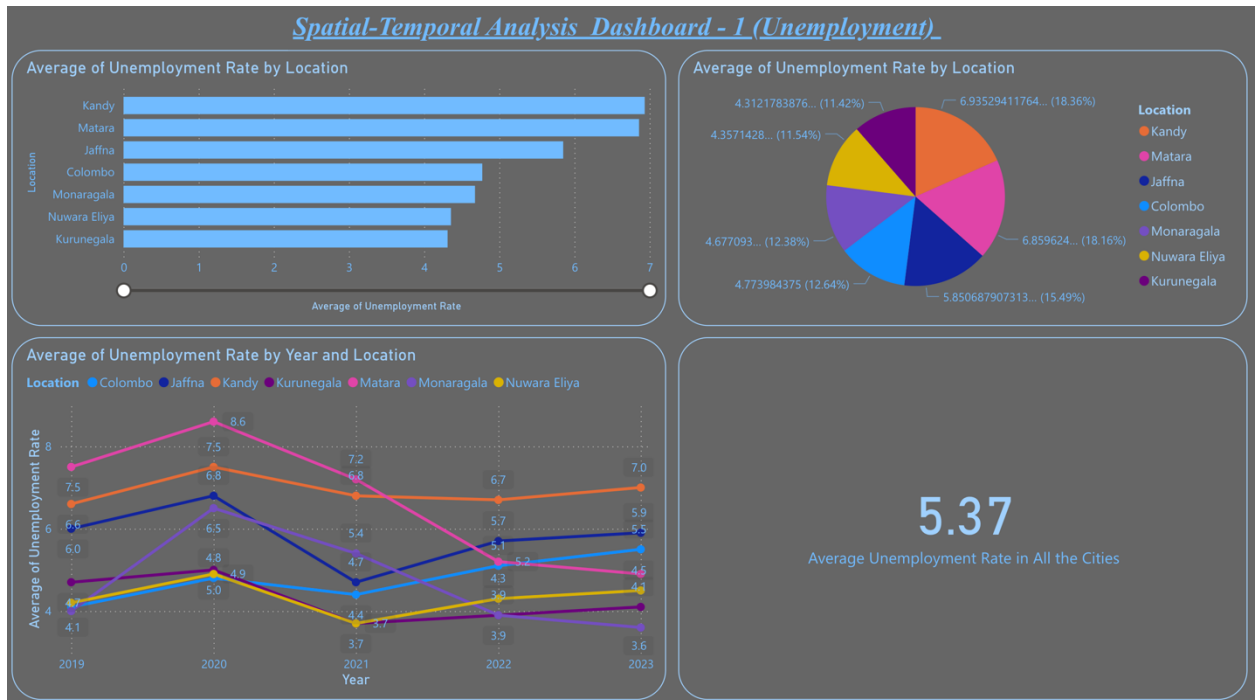 Spatial-Temporal Analysis Dashboard - 1 (Unemployment)
Average of Unemployment Rate by Location
Location
Kandy
Matara
Jaffna
Colombo
Monaragala
Nuwara Eliya
Kurunegala
0 1 2 3 4 5 6 7
Average of Unemployment Rate
Average of Unemployment Rate by Location
4.3121783876... (11.42%)
6.93529411764... (18.36%)
4.3571428... (11.54%)
4.677093... (12.38%)
6.859624... (18.16%)
4.773984375 (12.64%)
5.850687907313... (15.49%)
Location
Kandy
Matara
Jaffna
Colombo
Monaragala
Nuwara Eliya
Kurunegala
Average of Unemployment Rate by Year and Location
Location Colombo Jaffna Kandy Kurunegala Matara Monaragala Nuwara Eliya
Average of Unemployment Rate
8
6
4
7.5
6.6
6.0
4.7
4.1
8.6
7.5
6.8
6.5
4.8
4.9
5.0
7.2
6.8
5.4
4.7
4.4
3.7
3.7
6.7
5.7
5.1
5.2
4.3
3.9
3.9
7.0
5.9
5.5
4.5
4.1
3.6
2019 2020 2021 2022 2023
Year
5.37
Average Unemployment Rate in All the Cities